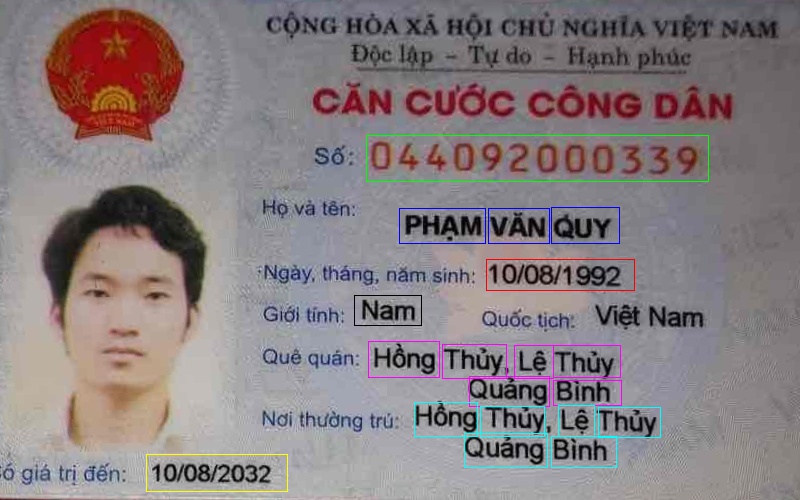 CỘNG HÒA XÃ HỘI CHỦ NGHĨA VIỆT NAM
Độc lập - Tự do - Hạnh phúc
CĂN CƯỚC CÔNG DÂN
Số: 044092000339
Họ và tên: PHẠM VĂN QUY
Ngày, tháng, năm sinh: 10/08/1992
Giới tính: Nam Quốc tịch: Việt Nam
Quê quán: Hồng Thủy, Lệ Thủy
Quảng Bình
Nơi thường trú: Hồng Thủy, Lệ Thủy
Quảng Bình
ó giá trị đến: 10/08/2032